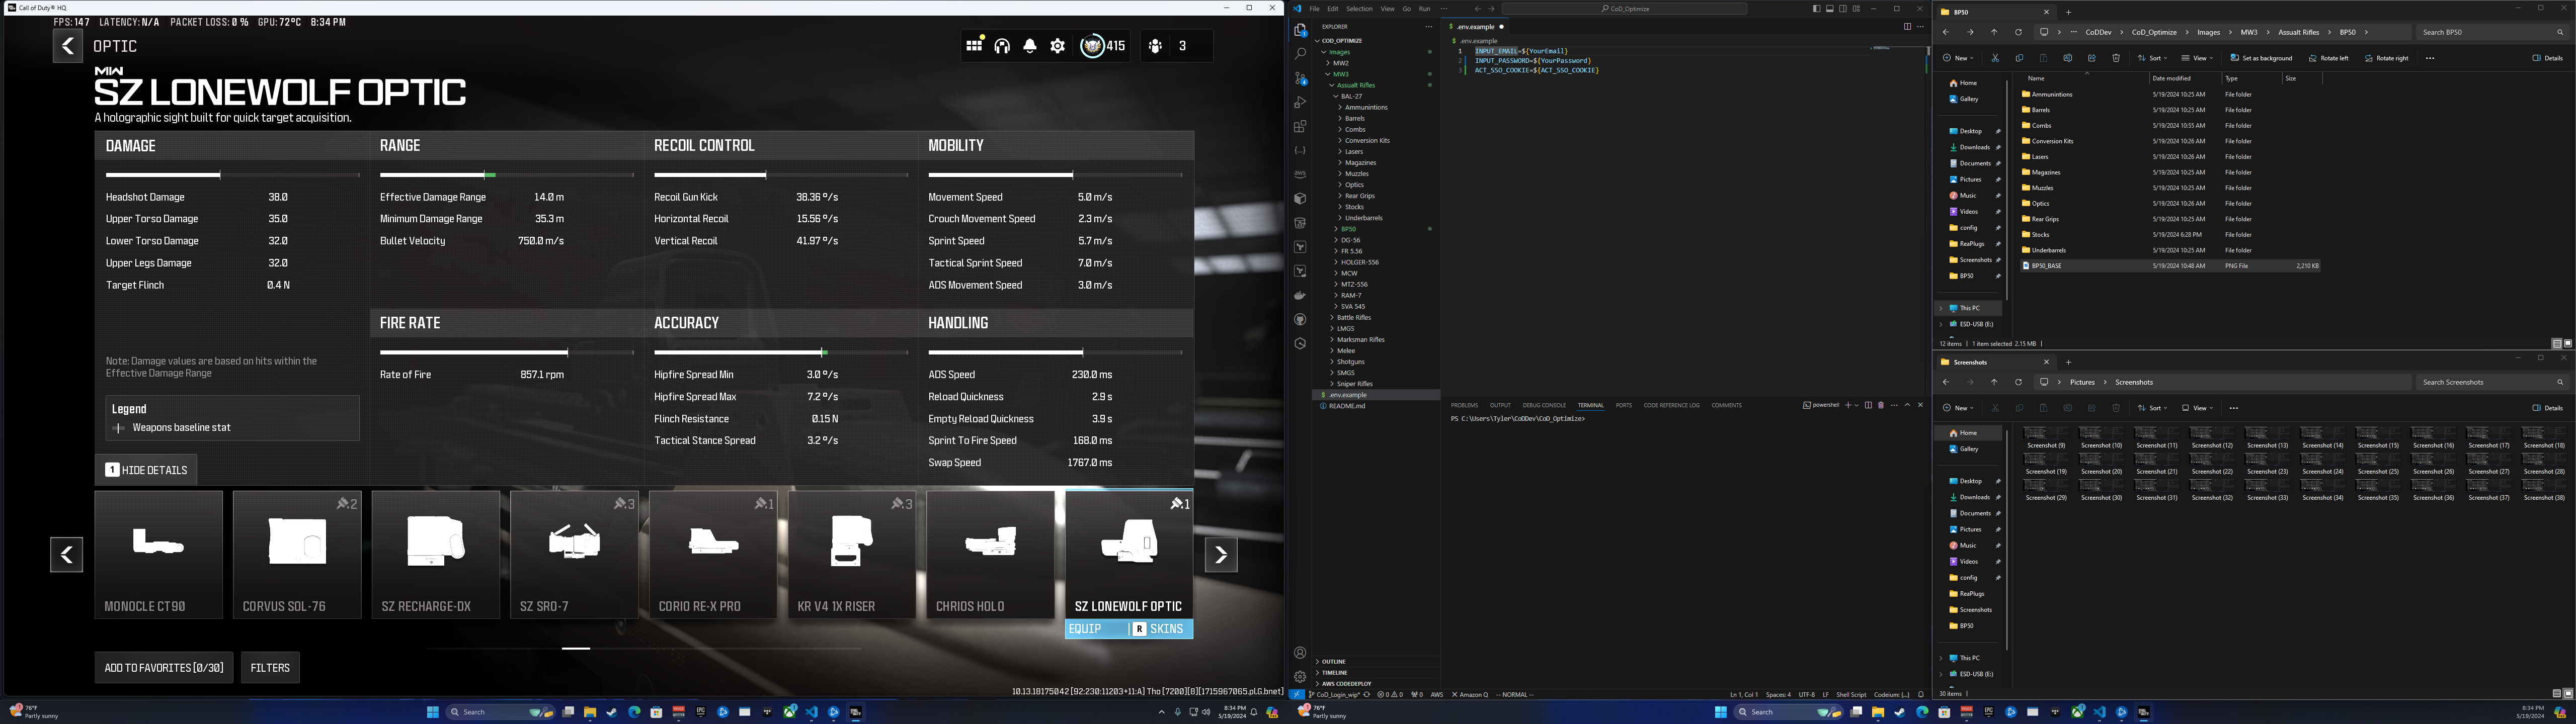 Call of Duty® HQ
FPS: 147 LATENCY: N/A PACKET LOSS: 0 % GPU: 72°C 8:34 PM
OPTIC
415
3
MW
SZ LONEWOLF OPTIC
A holographic sight built for quick target acquisition.
DAMAGE
Headshot Damage 38.0
Upper Torso Damage 35.0
Lower Torso Damage 32.0
Upper Legs Damage 32.0
Target Flinch 0.4 N
Note: Damage values are based on hits within the
Effective Damage Range
Legend
Weapons baseline stat
1 HIDE DETAILS
RANGE
Effective Damage Range 14.0 m
Minimum Damage Range 35.3 m
Bullet Velocity 750.0 m/s
RECOIL CONTROL
Recoil Gun Kick 38.36 º/s
Horizontal Recoil 15.56 º/s
Vertical Recoil 41.97 º/s
MOBILITY
Movement Speed 5.0 m/s
Crouch Movement Speed 2.3 m/s
Sprint Speed 5.7 m/s
Tactical Sprint Speed 7.0 m/s
ADS Movement Speed 3.0 m/s
FIRE RATE
Rate of Fire 857.1 rpm
ACCURACY
Hipfire Spread Min 3.0 º/s
Hipfire Spread Max 7.2 º/s
Flinch Resistance 0.15 N
Tactical Stance Spread 3.2 º/s
HANDLING
ADS Speed 230.0 ms
Reload Quickness 2.9 s
Empty Reload Quickness 3.9 s
Sprint To Fire Speed 168.0 ms
Swap Speed 1767.0 ms
2 3 1 3 1
MONOCLE CT90 CORVUS SOL-76 SZ RECHARGE-DX SZ SRO-7 CORIO RE-X PRO KR V4 1X RISER CHRIOS HOLO SZ LONEWOLF OPTIC
EQUIP | R SKINS
ADD TO FAVORITES [0/30] FILTERS
10.13.18175042 [92:230:11203+11:A] Tho [7200][8][1715967065.pl.G.bnet]
76°F
Partly sunny
Search
8:34 PM
5/19/2024
File Edit Selection View Go Run ···
CoD_Optimize
EXPLORER
COD_OPTIMIZE
Images
MW2
MW3
Assualt Rifles
BAL-27
Ammunintions
Barrels
Combs
Conversion Kits
Lasers
Magazines
Muzzles
Optics
Rear Grips
Stocks
Underbarrels
BP50
DG-56
FR 5.56
HOLGER-556
MCW
MTZ-556
RAM-7
SVA 545
Battle Rifles
LMGS
Marksman Rifles
Melee
Shotguns
SMGS
Sniper Rifles
.env.example
README.md
OUTLINE
TIMELINE
AWS CODEDEPLOY
.env.example
.env.example
1 INPUT_EMAIL=${YourEmail}
2 INPUT_PASSWORD=${YourPassword}
3 ACT_SSO_COOKIE=${ACT_SSO_COOKIE}
PROBLEMS OUTPUT DEBUG CONSOLE TERMINAL PORTS CODE REFERENCE LOG COMMENTS
powershell
PS C:\Users\Tyler\CoDDev\CoD_Optimize>
CoD_Login_wip* 0 0 0 AWS Amazon Q -- NORMAL -- Ln 1, Col 1 Spaces: 4 UTF-8 LF Shell Script Codeium: {...}
76°F
Partly sunny
Search
8:34 PM
5/19/2024
BP50
CoDDev > CoD_Optimize > Images > MW3 > Assualt Rifles > BP50 >
Search BP50
New Sort View Set as background Rotate left Rotate right ··· Details
Home
Gallery
Desktop
Downloads
Documents
Pictures
Music
Videos
config
ReaPlugs
Screenshots
BP50
This PC
ESD-USB (E:)
Name Date modified Type Size
Ammunintions 5/19/2024 10:25 AM File folder
Barrels 5/19/2024 10:25 AM File folder
Combs 5/19/2024 10:55 AM File folder
Conversion Kits 5/19/2024 10:26 AM File folder
Lasers 5/19/2024 10:26 AM File folder
Magazines 5/19/2024 10:25 AM File folder
Muzzles 5/19/2024 10:25 AM File folder
Optics 5/19/2024 10:26 AM File folder
Rear Grips 5/19/2024 10:25 AM File folder
Stocks 5/19/2024 6:28 PM File folder
Underbarrels 5/19/2024 10:25 AM File folder
BP50_BASE 5/19/2024 10:48 AM PNG File 2,210 KB
12 items 1 item selected 2.15 MB
Screenshots
Pictures > Screenshots
Search Screenshots
New Sort View ··· Details
Home
Gallery
Desktop
Downloads
Documents
Pictures
Music
Videos
config
ReaPlugs
Screenshots
BP50
This PC
ESD-USB (E:)
Screenshot (9) Screenshot (10) Screenshot (11) Screenshot (12) Screenshot (13) Screenshot (14) Screenshot (15) Screenshot (16) Screenshot (17) Screenshot (18)
Screenshot (19) Screenshot (20) Screenshot (21) Screenshot (22) Screenshot (23) Screenshot (24) Screenshot (25) Screenshot (26) Screenshot (27) Screenshot (28)
Screenshot (29) Screenshot (30) Screenshot (31) Screenshot (32) Screenshot (33) Screenshot (34) Screenshot (35) Screenshot (36) Screenshot (37) Screenshot (38)
30 items
8:34 PM
5/19/2024